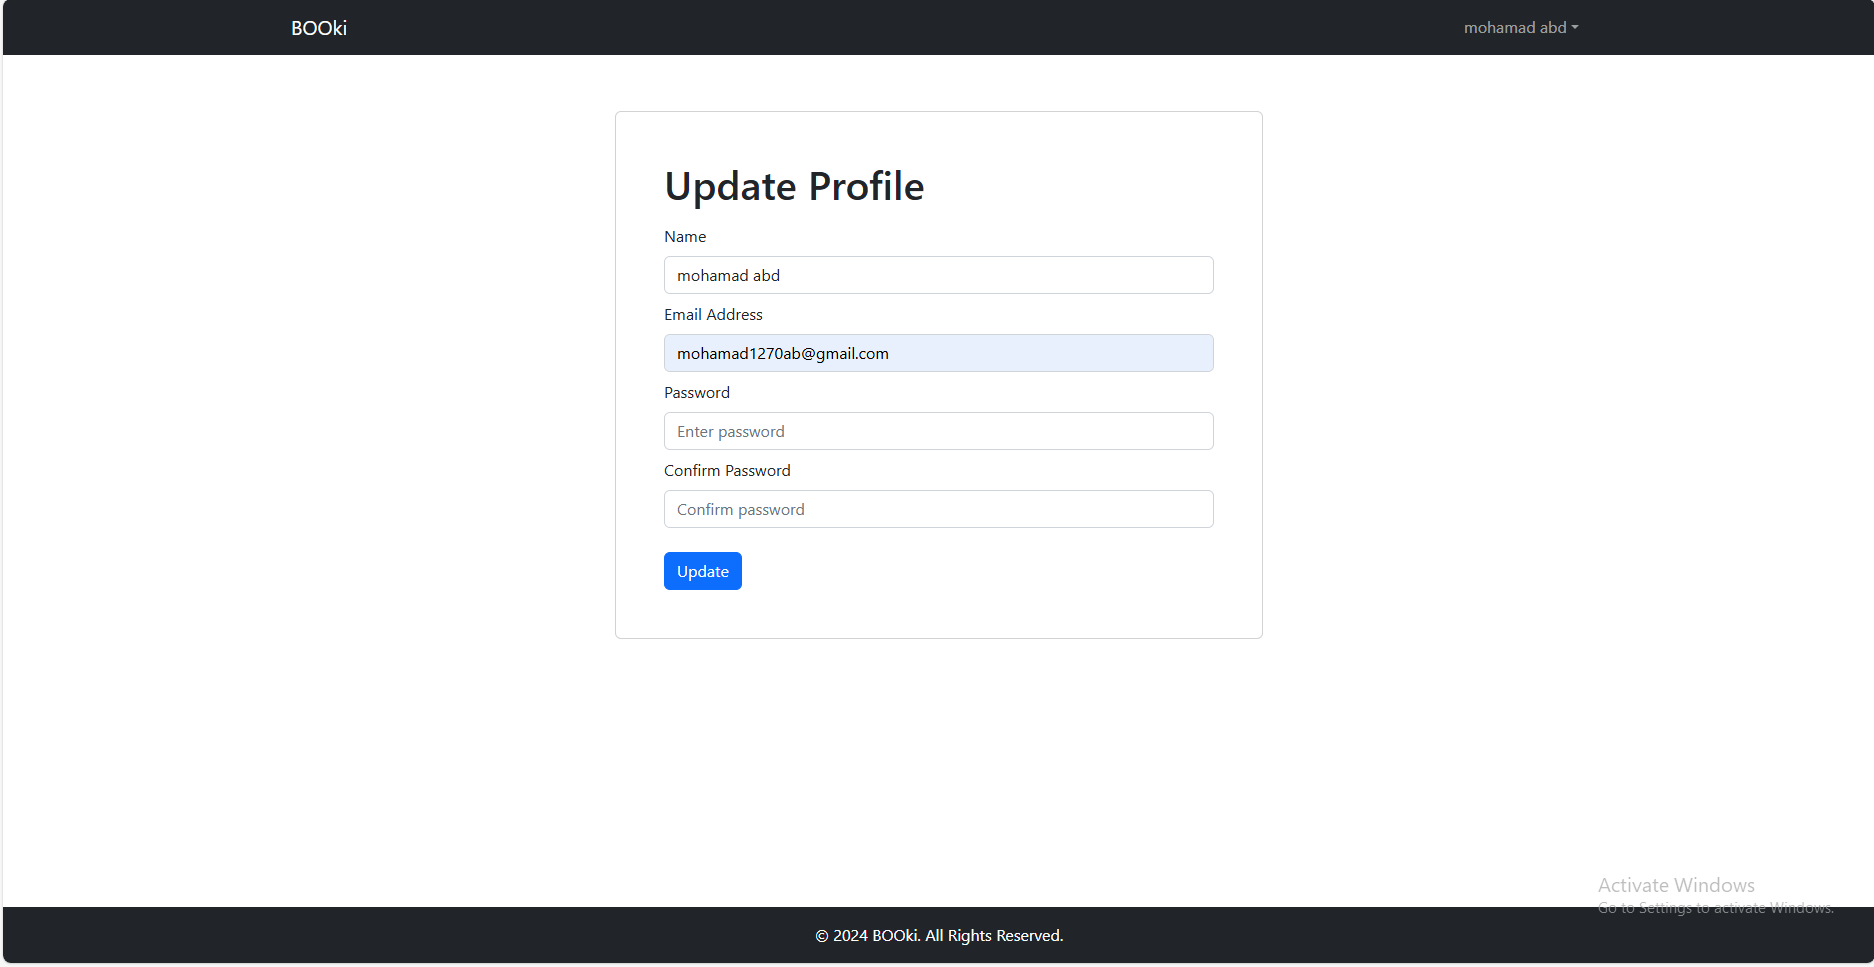 BOOki
mohamad abd
Update Profile
Name
mohamad abd
Email Address
mohamad1270ab@gmail.com
Password
Enter password
Confirm Password
Confirm password
Update
Activate Windows
Go to Settings to activate Windows.
© 2024 BOOki. All Rights Reserved.